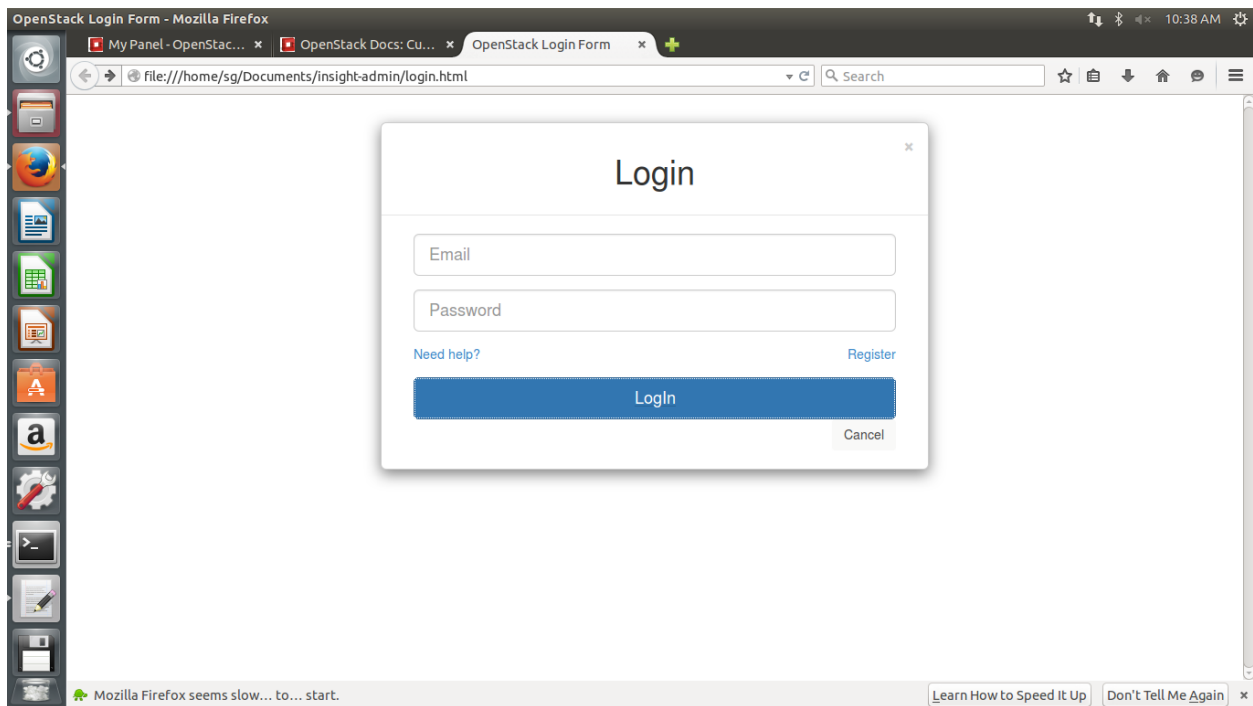 OpenStack Login Form - Mozilla Firefox
10:38 AM
My Panel - OpenStac... ×
OpenStack Docs: Cu... ×
OpenStack Login Form ×
file:///home/sg/Documents/insight-admin/login.html
Search
×
Login
Email
Password
Need help?
Register
LogIn
Cancel
a
>_
Mozilla Firefox seems slow... to... start.
Learn How to Speed It Up
Don't Tell Me Again ×